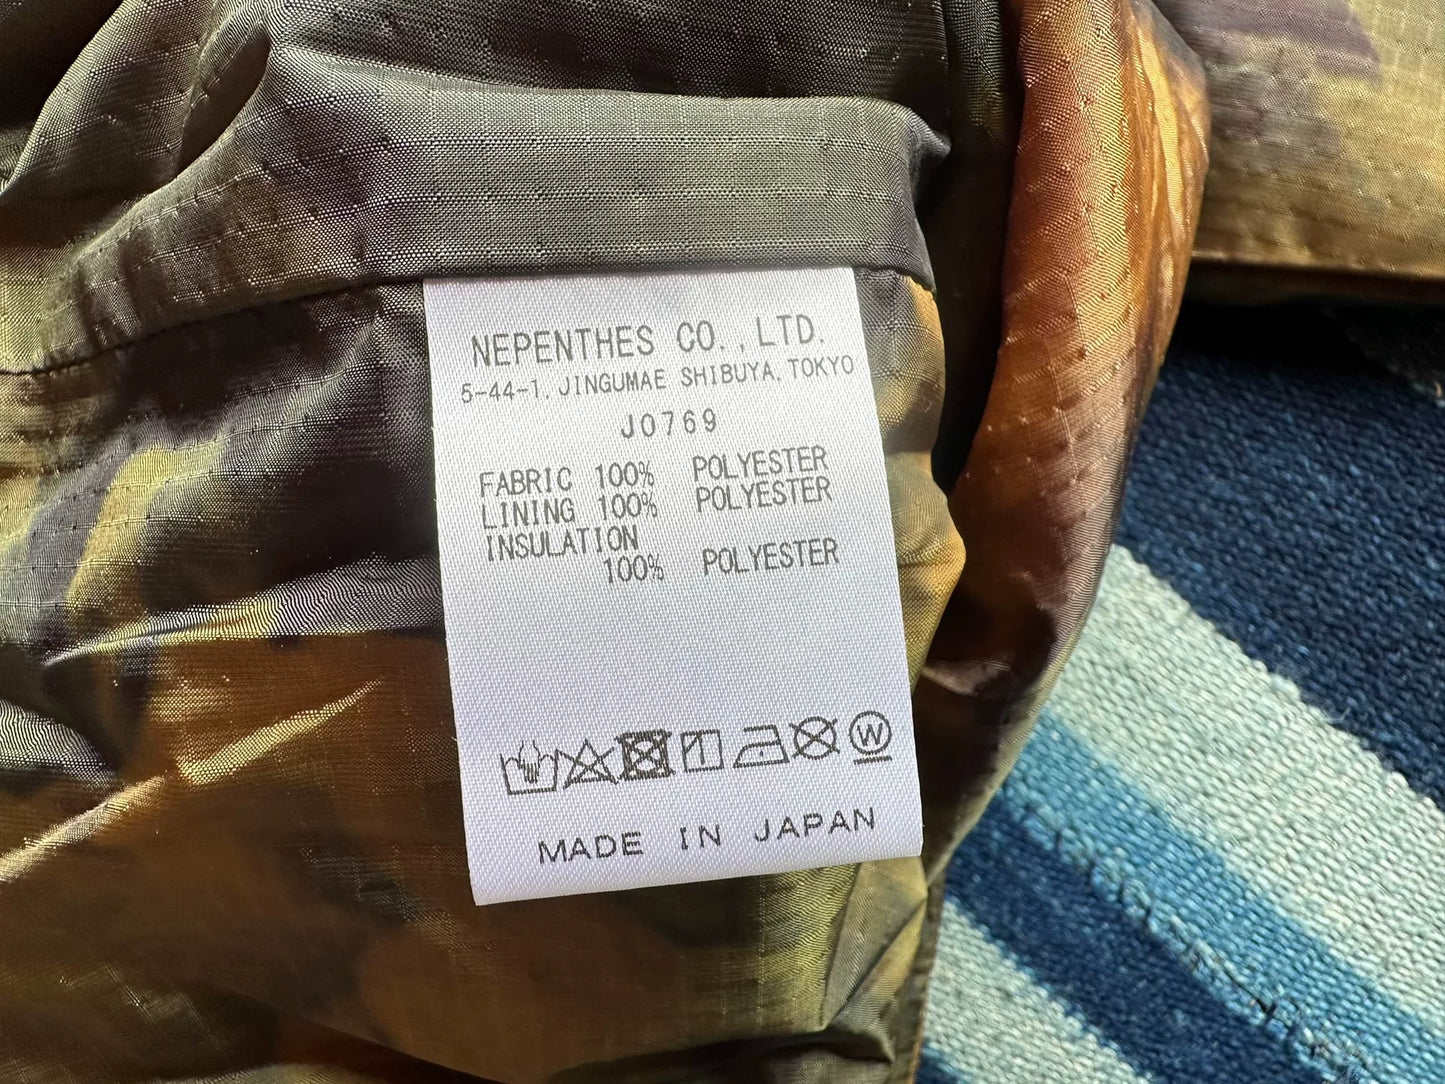 NEPENTHES CO.,LTD.
5-44-1, JINGUMAE SHIBUYA, TOKYO
J0769
FABRIC 100% POLYESTER
LINING 100% POLYESTER
INSULATION
100% POLYESTER
W
MADE IN JAPAN